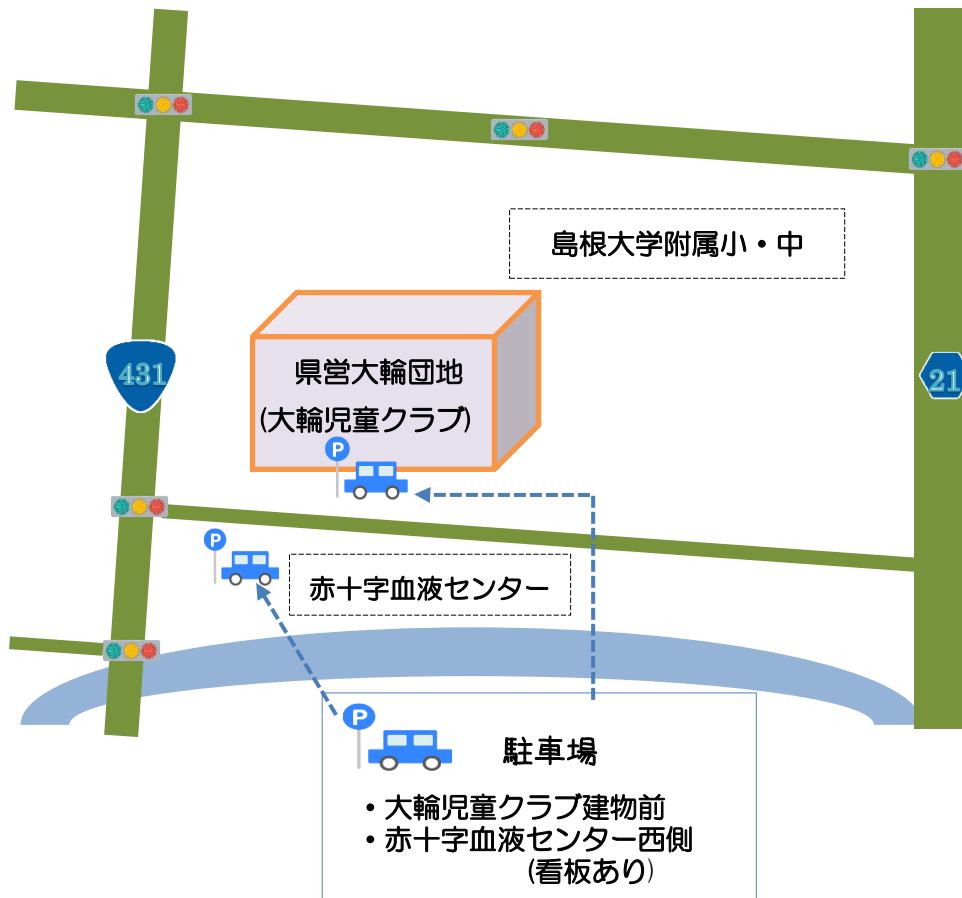 島根大学附属小・中
県営大輪団地
(大輪児童クラブ)
431
21
P
P
赤十字血液センター
P
駐車場
・大輪児童クラブ建物前
・赤十字血液センター西側
(看板あり)